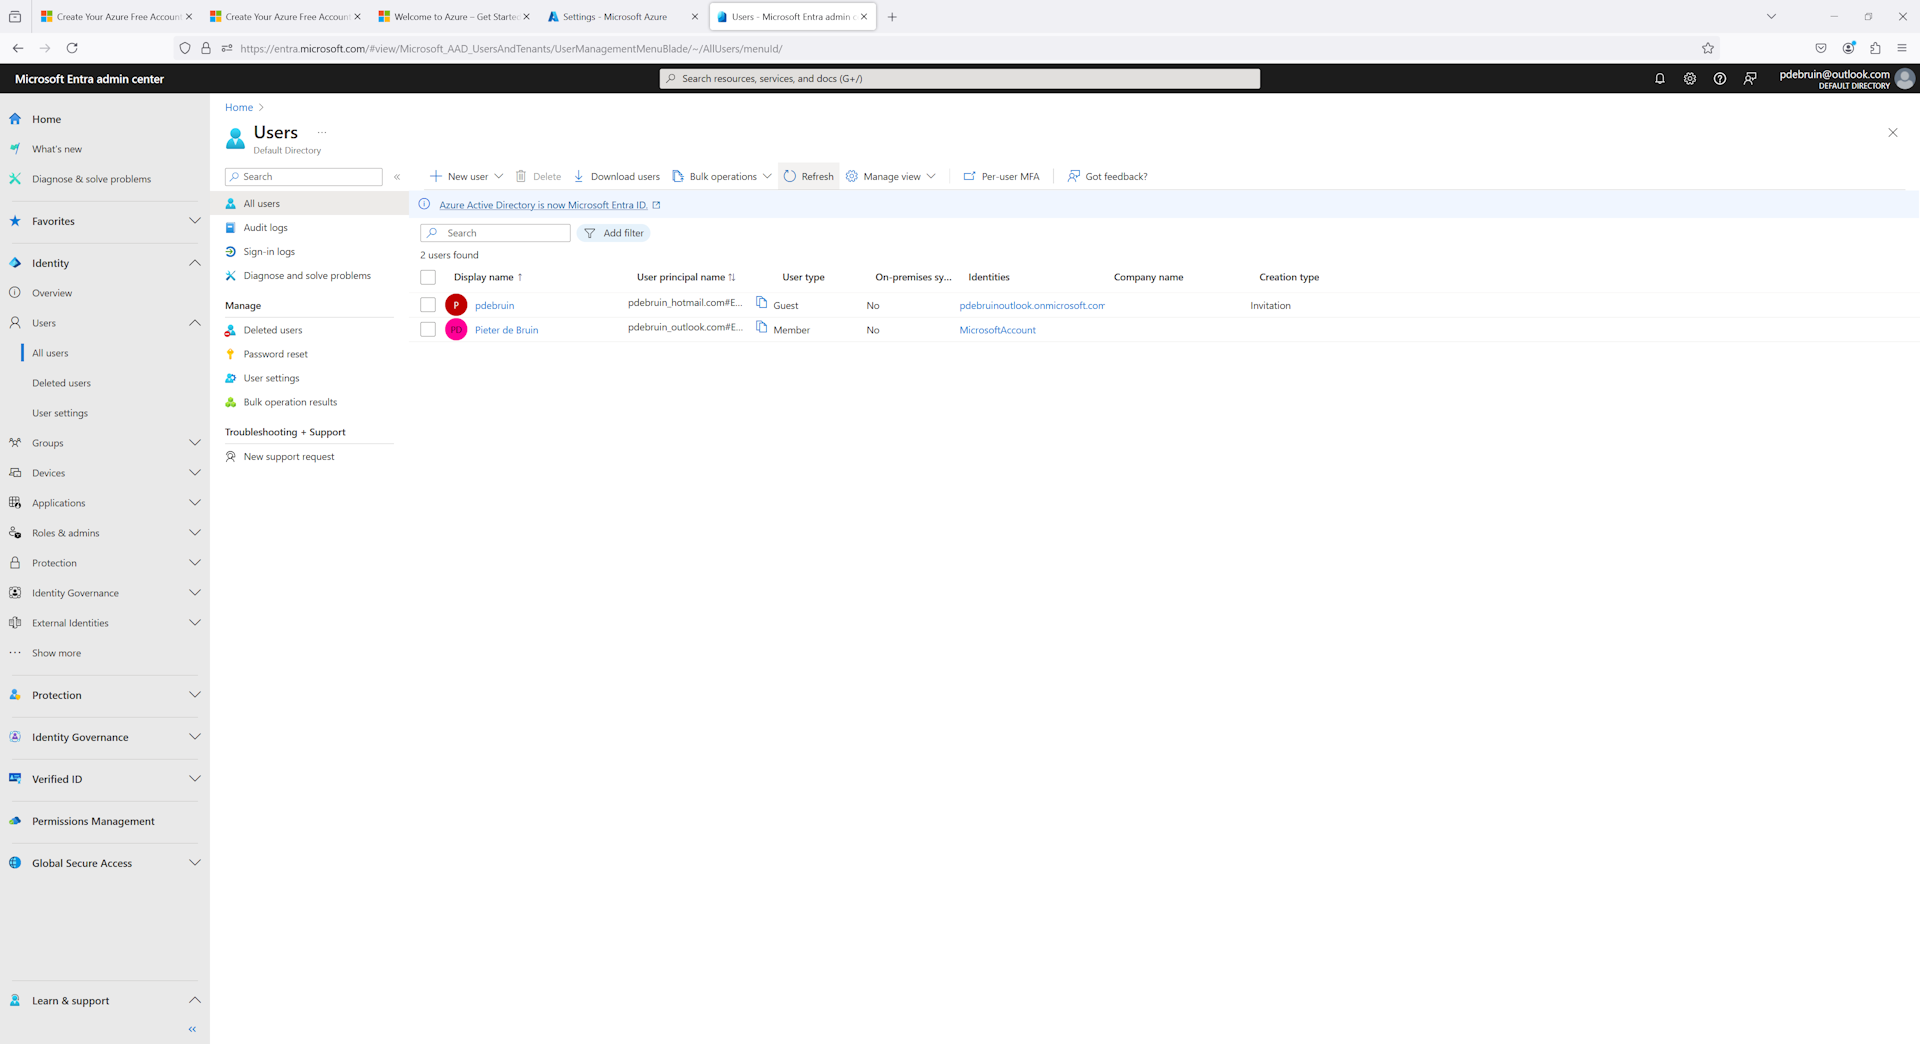 Create Your Azure Free Account
Create Your Azure Free Account
Welcome to Azure – Get Started
Settings - Microsoft Azure
Users - Microsoft Entra admin c
https://entra.microsoft.com/#view/Microsoft_AAD_UsersAndTenants/UserManagementMenuBlade/~/AllUsers/menuId/
Microsoft Entra admin center
Search resources, services, and docs (G+/)
pdebruin@outlook.com
DEFAULT DIRECTORY
Home
What's new
Diagnose & solve problems
Favorites
Identity
Overview
Users
All users
Deleted users
User settings
Groups
Devices
Applications
Roles & admins
Protection
Identity Governance
External Identities
Show more
Protection
Identity Governance
Verified ID
Permissions Management
Global Secure Access
Learn & support
Home
Users
Default Directory
Search
All users
Audit logs
Sign-in logs
Diagnose and solve problems
Manage
Deleted users
Password reset
User settings
Bulk operation results
Troubleshooting + Support
New support request
New user
Delete
Download users
Bulk operations
Refresh
Manage view
Per-user MFA
Got feedback?
Azure Active Directory is now Microsoft Entra ID.
Search
Add filter
2 users found
Display name ↑ User principal name ↑↓ User type On-premises sy... Identities Company name Creation type
P pdebruin pdebruin_hotmail.com#E... Guest No pdebruinoutlook.onmicrosoft.com Invitation
PD Pieter de Bruin pdebruin_outlook.com#E... Member No MicrosoftAccount